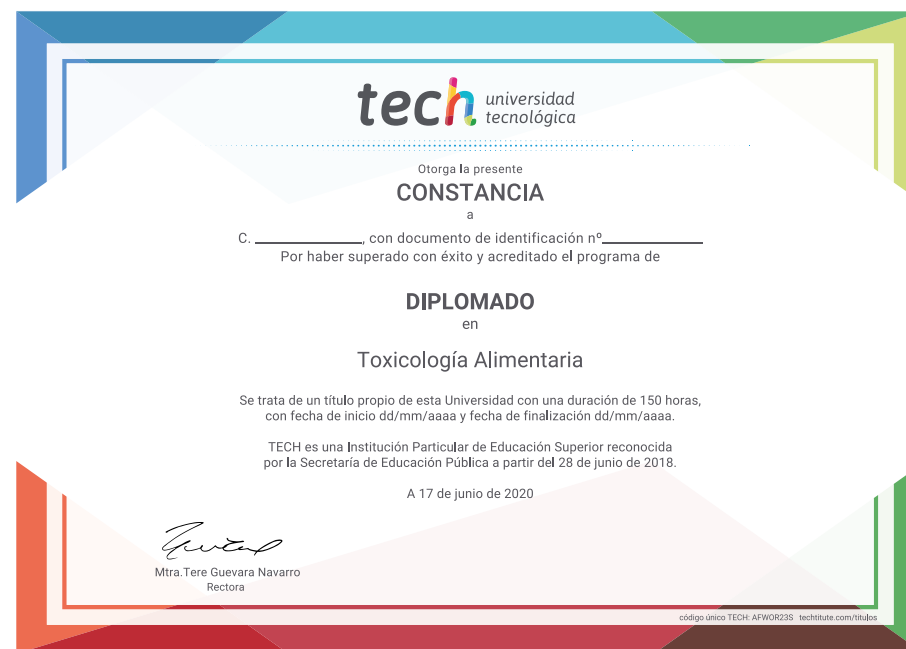 tech universidad
tecnológica
Otorga la presente
CONSTANCIA
a
C. ____________, con documento de identificación nº____________
Por haber superado con éxito y acreditado el programa de
DIPLOMADO
en
Toxicología Alimentaria
Se trata de un título propio de esta Universidad con una duración de 150 horas,
con fecha de inicio dd/mm/aaaa y fecha de finalización dd/mm/aaaa.
TECH es una Institución Particular de Educación Superior reconocida
por la Secretaría de Educación Pública a partir del 28 de junio de 2018.
A 17 de junio de 2020
Mtra.Tere Guevara Navarro
Rectora
código único TECH: AFWOR23S techtitute.com/titulos